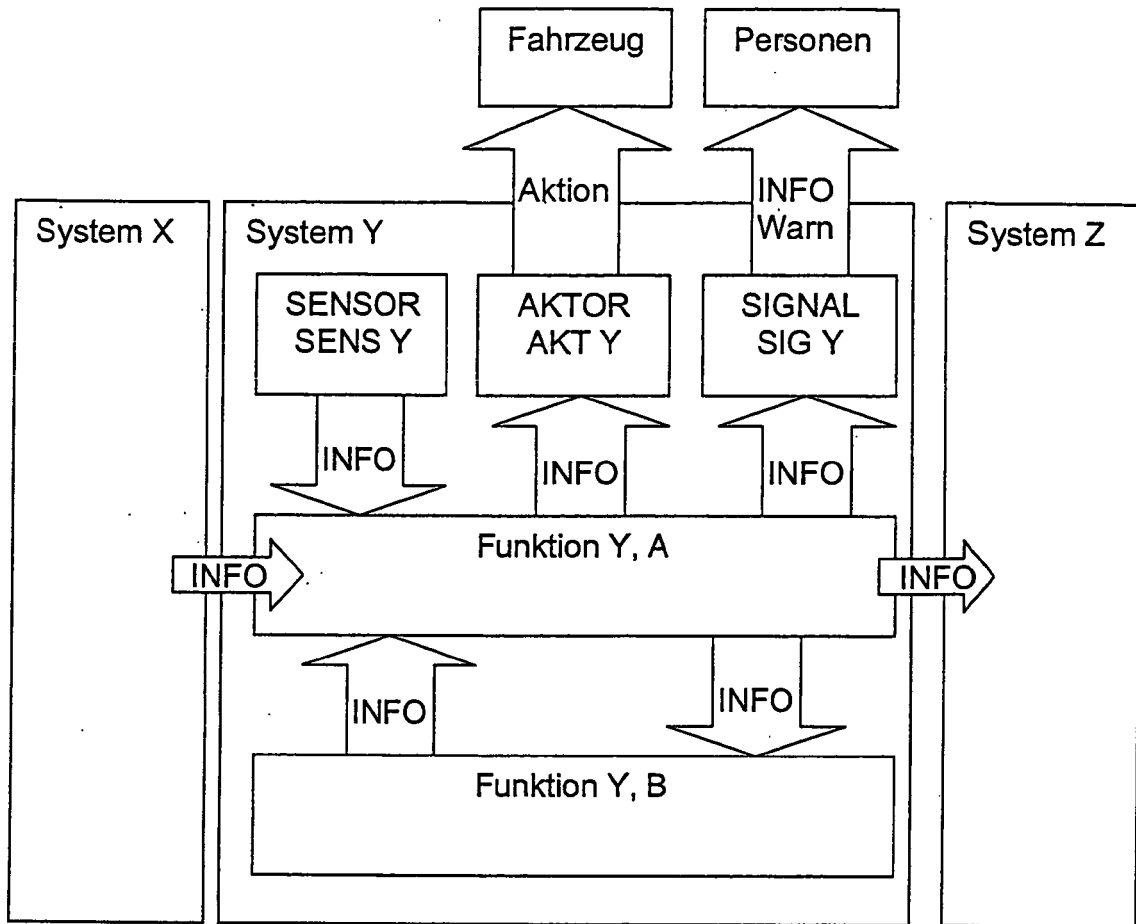 Fahrzeug
Personen
Aktion
INFO
Warn
System X
System Y
System Z
SENSOR
SENS Y
AKTOR
AKT Y
SIGNAL
SIG Y
INFO
INFO
INFO
Funktion Y, A
INFO
INFO
INFO
INFO
Funktion Y, B